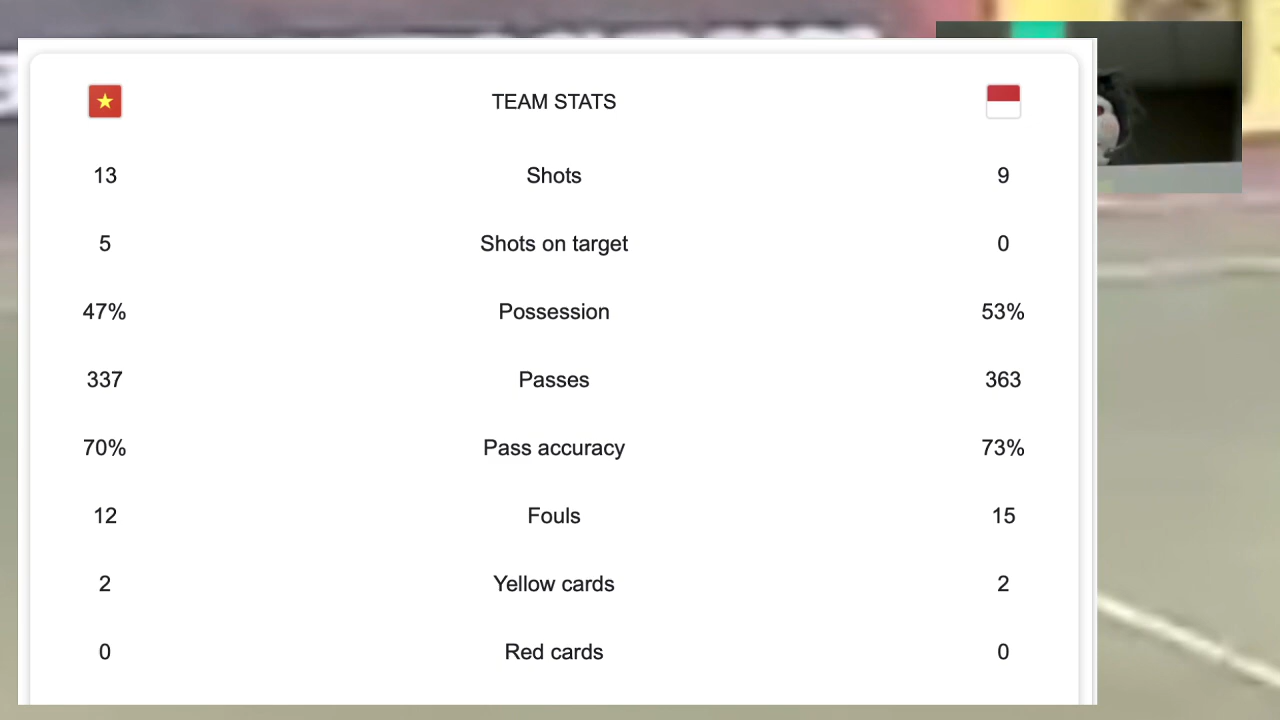 TEAM STATS
13 Shots 9
5 Shots on target 0
47% Possession 53%
337 Passes 363
70% Pass accuracy 73%
12 Fouls 15
2 Yellow cards 2
0 Red cards 0